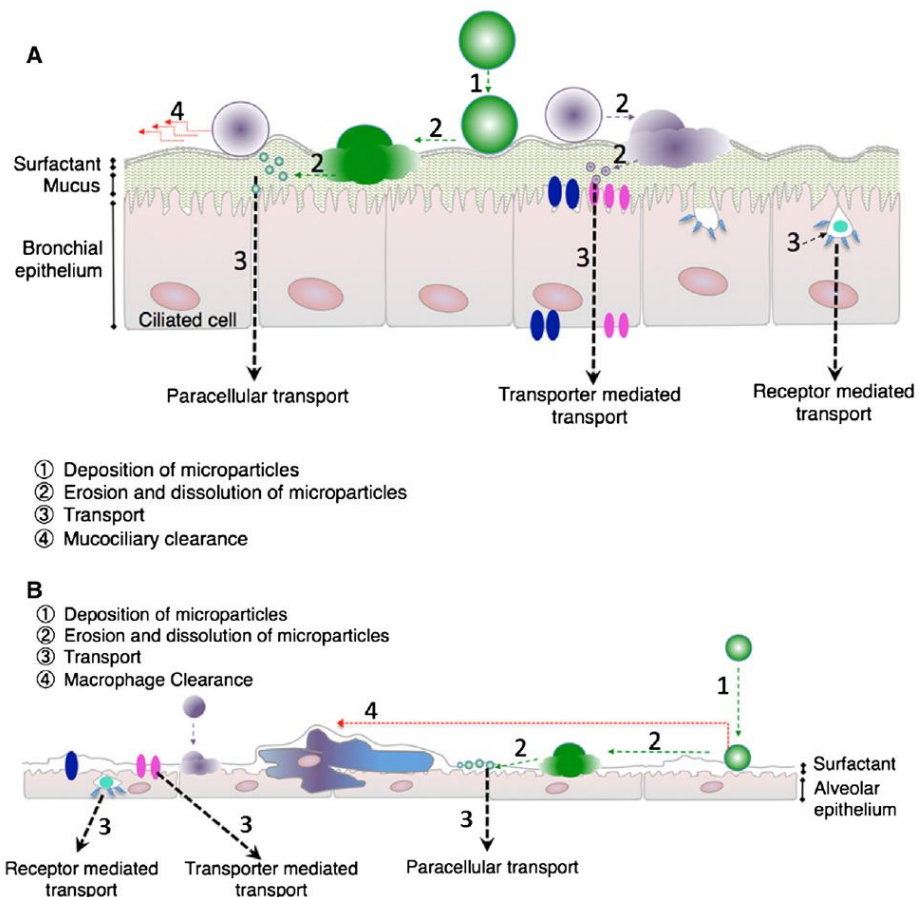 A
1
4
2
2
2
2
Surfactant
Mucus
Bronchial
epithelium
3
3
3
Ciliated cell
Paracellular transport
Transporter mediated
transport
Receptor mediated
transport
① Deposition of microparticles
② Erosion and dissolution of microparticles
③ Transport
④ Mucociliary clearance
B
① Deposition of microparticles
② Erosion and dissolution of microparticles
③ Transport
④ Macrophage Clearance
1
4
2
2
Surfactant
Alveolar
epithelium
3
3
3
Receptor mediated
transport
Transporter mediated
transport
Paracellular transport